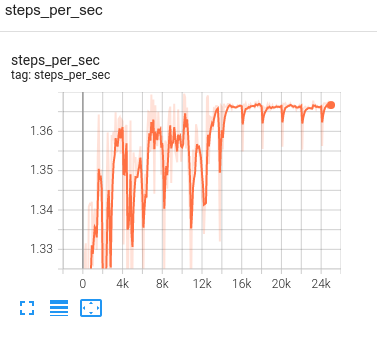 steps_per_sec
steps_per_sec
tag: steps_per_sec
1.36
1.35
1.34
1.33
0 4k 8k 12k 16k 20k 24k